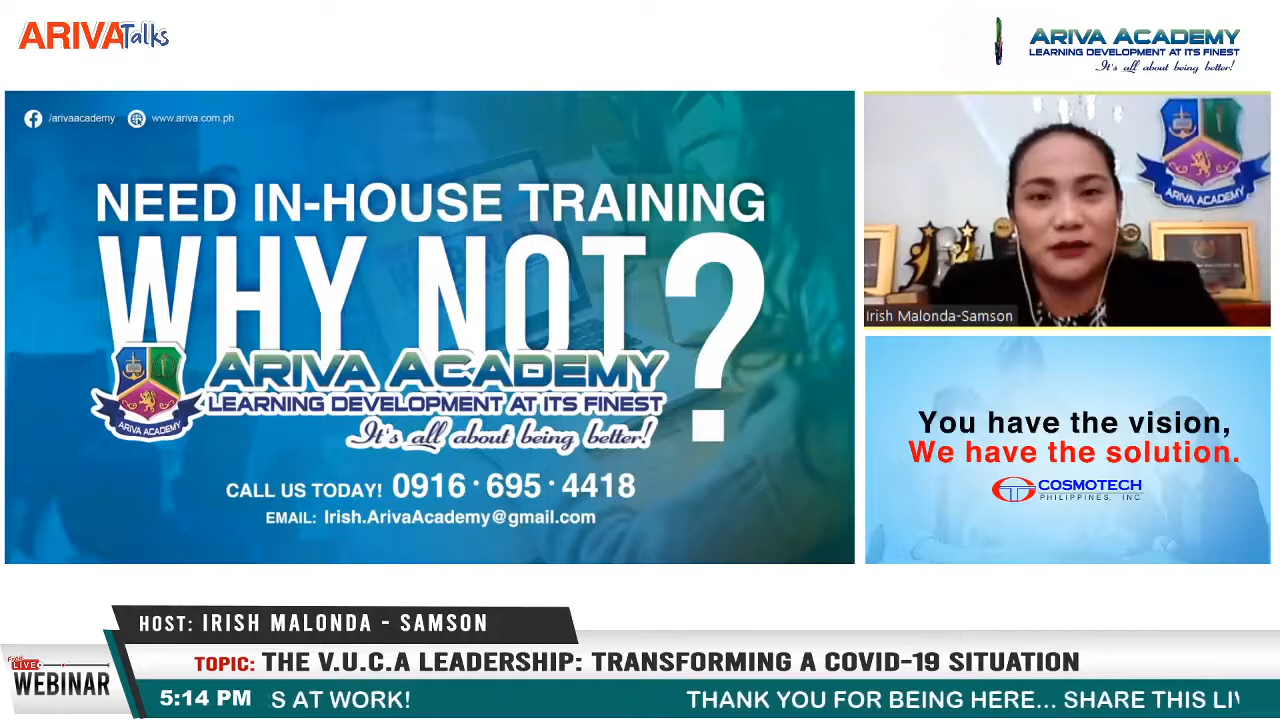 ARIVA Talks
ARIVA ACADEMY
LEARNING DEVELOPMENT AT ITS FINEST
It's all about being better!
/arivaacademy www.ariva.com.ph
NEED IN-HOUSE TRAINING
WHY NOT?
ARIVA ACADEMY
LEARNING DEVELOPMENT AT ITS FINEST
ARIVA ACADEMY
It's all about being better!
CALL US TODAY! 0916 · 695 · 4418
EMAIL: Irish.ArivaAcademy@gmail.com
ARIVA ACADEMY
Irish Malonda-Samson
You have the vision,
We have the solution.
COSMOTECH
PHILIPPINES, INC.
HOST: IRISH MALONDA - SAMSON
Free LIVE
WEBINAR
TOPIC: THE V.U.C.A LEADERSHIP: TRANSFORMING A COVID-19 SITUATION
5:14 PM S AT WORK! THANK YOU FOR BEING HERE... SHARE THIS LI